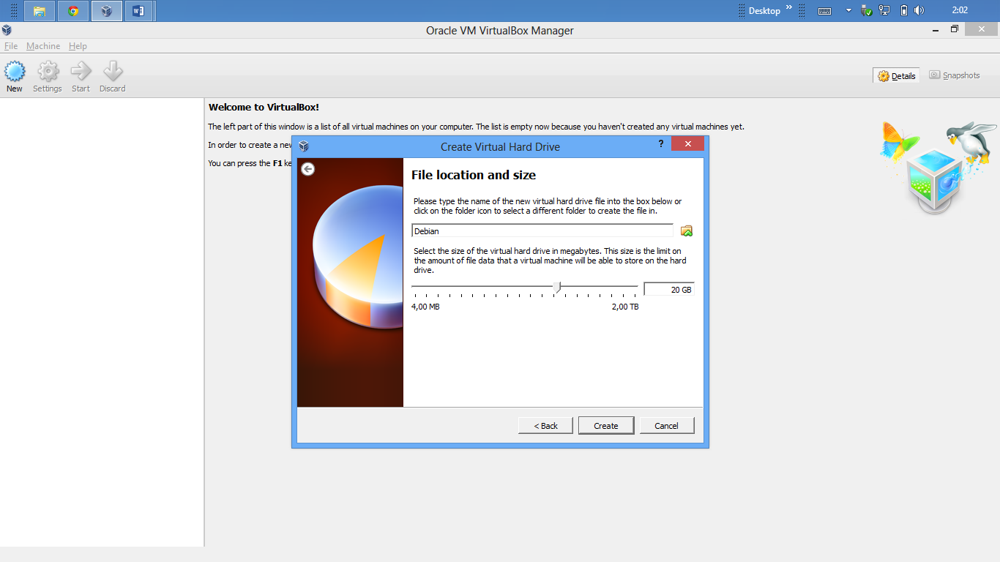 Desktop »
2:02
Oracle VM VirtualBox Manager
File Machine Help
New Settings Start Discard
Details Snapshots
Welcome to VirtualBox!
The left part of this window is a list of all virtual machines on your computer. The list is empty now because you haven't created any virtual machines yet.
In order to create a new
You can press the F1 ke
Create Virtual Hard Drive
?
File location and size
Please type the name of the new virtual hard drive file into the box below or
click on the folder icon to select a different folder to create the file in.
Debian
Select the size of the virtual hard drive in megabytes. This size is the limit on
the amount of file data that a virtual machine will be able to store on the hard
drive.
20 GB
4,00 MB 2,00 TB
< Back Create Cancel